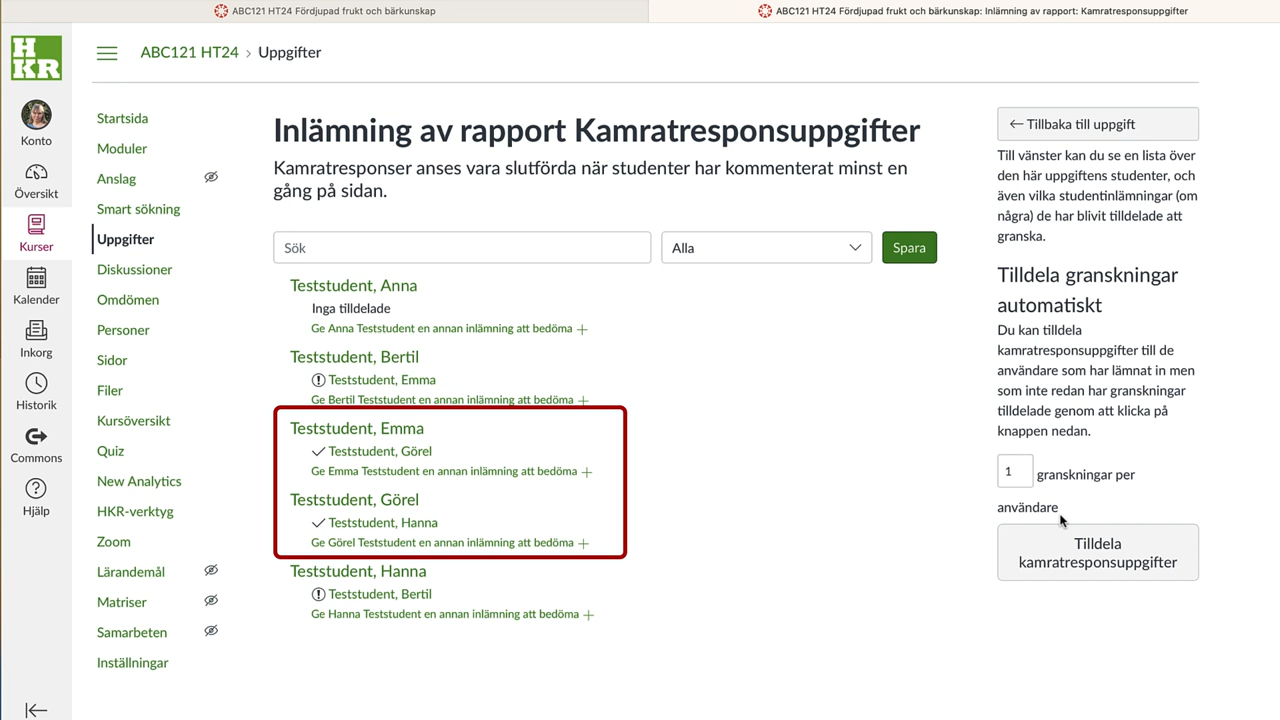 ABC121 HT24 Fördjupad frukt och bärkunskap
ABC121 HT24 Fördjupad frukt och bärkunskap: Inlämning av rapport: Kamratresponsuppgifter
HKR
Konto
Översikt
Kurser
Kalender
Inkorg
Historik
Commons
Hjälp
ABC121 HT24 › Uppgifter
Startsida
Moduler
Anslag
Smart sökning
Uppgifter
Diskussioner
Omdömen
Personer
Sidor
Filer
Kursöversikt
Quiz
New Analytics
HKR-verktyg
Zoom
Lärandemål
Matriser
Samarbeten
Inställningar
Inlämning av rapport Kamratresponsuppgifter
Kamratresponser anses vara slutförda när studenter har kommenterat minst en
gång på sidan.
Sök
Alla
Spara
Teststudent, Anna
Inga tilldelade
Ge Anna Teststudent en annan inlämning att bedöma
Teststudent, Bertil
Teststudent, Emma
Ge Bertil Teststudent en annan inlämning att bedöma
Teststudent, Emma
Teststudent, Görel
Ge Emma Teststudent en annan inlämning att bedöma
Teststudent, Görel
Teststudent, Hanna
Ge Görel Teststudent en annan inlämning att bedöma
Teststudent, Hanna
Teststudent, Bertil
Ge Hanna Teststudent en annan inlämning att bedöma
← Tillbaka till uppgift
Till vänster kan du se en lista över
den här uppgiftens studenter, och
även vilka studentinlämningar (om
några) de har blivit tilldelade att
granska.
Tilldela granskningar
automatiskt
Du kan tilldela
kamratresponsuppgifter till de
användare som har lämnat in men
som inte redan har granskningar
tilldelade genom att klicka på
knappen nedan.
1 granskningar per
användare
Tilldela
kamratresponsuppgifter